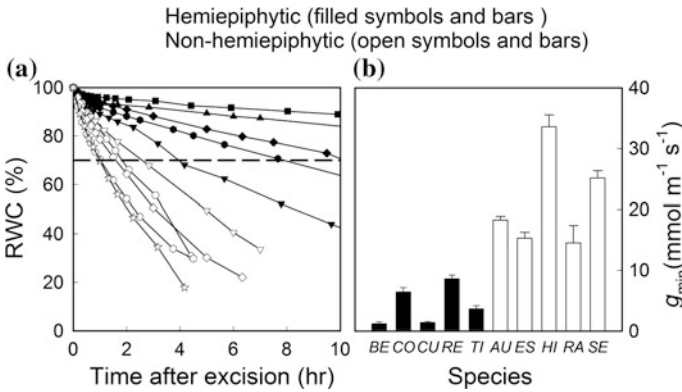 Hemiepiphytic (filled symbols and bars )
Non-hemiepiphytic (open symbols and bars)
(a)
(b)
RWC (%)
100
80
60
40
20
0
0 2 4 6 8 10
Time after excision (hr)
40
30
20
10
0
g min (mmol m⁻¹ s⁻¹)
BE CO CU RE TI AU ES HI RA SE
Species